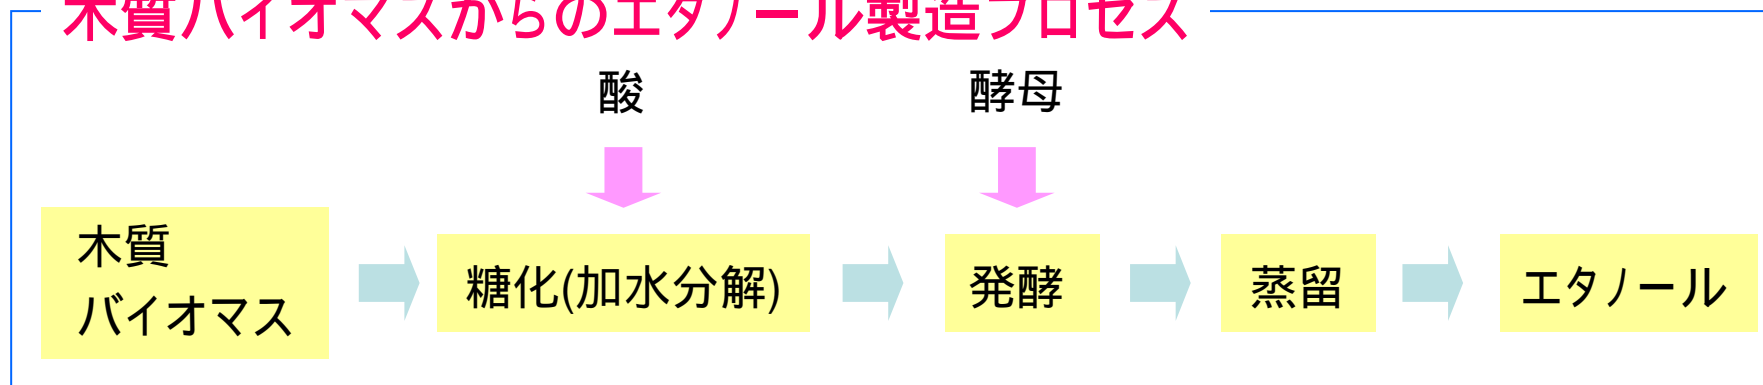 木質バイオマスからのエタノール製造プロセス
酸
酵母
木質
バイオマス
糖化(加水分解)
発酵
蒸留
エタノール